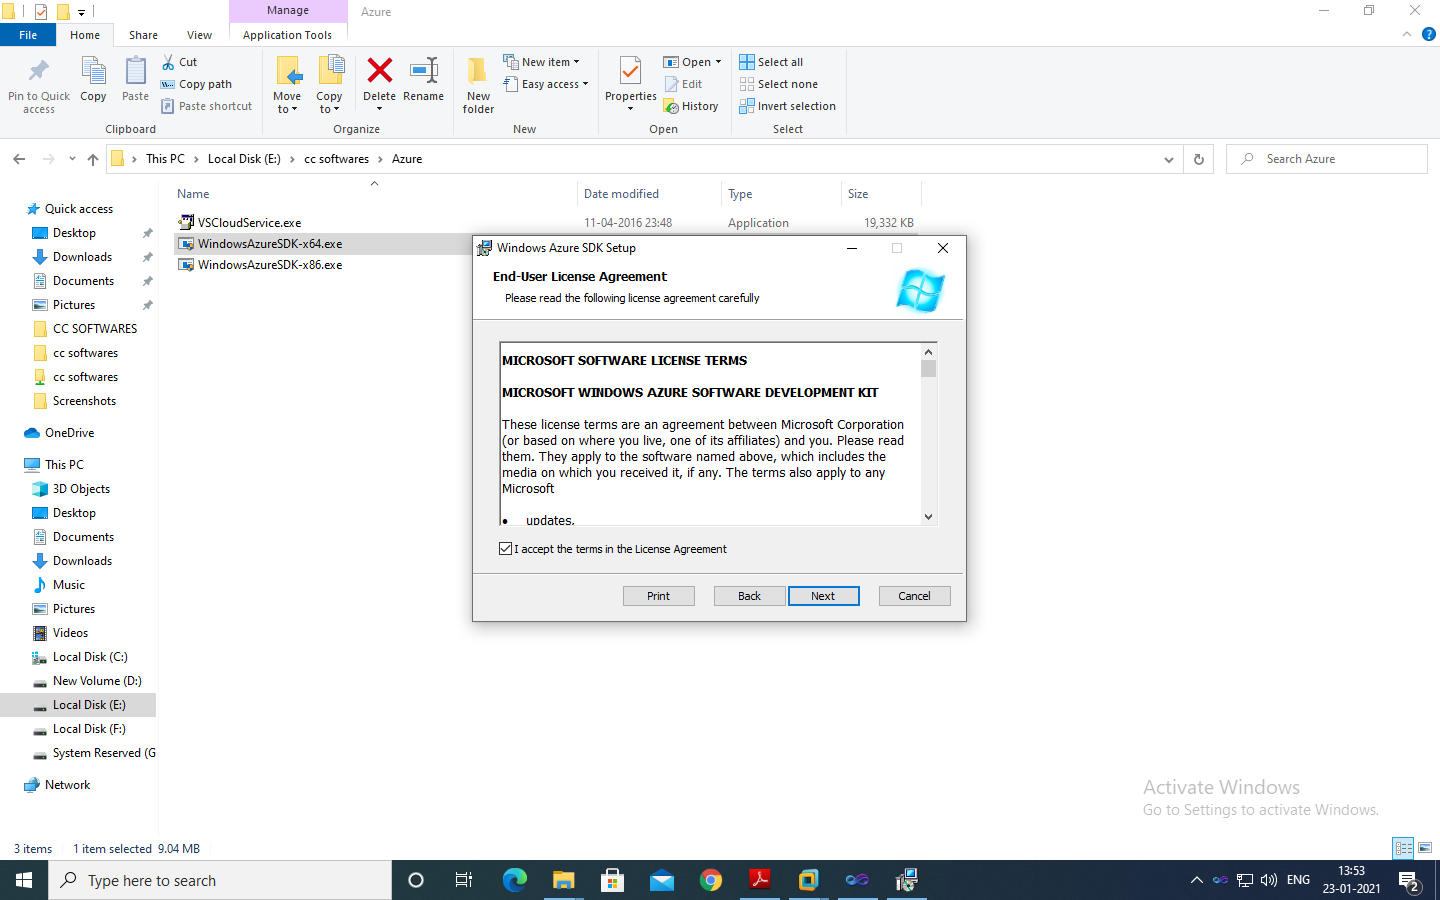 Manage
Azure
File
Home
Share
View
Application Tools
Pin to Quick access
Copy
Paste
Cut
Copy path
Paste shortcut
Clipboard
Move to
Copy to
Delete
Rename
Organize
New folder
New item
Easy access
New
Properties
Open
Edit
History
Open
Select all
Select none
Invert selection
Select
This PC > Local Disk (E:) > cc softwares > Azure
Search Azure
Name
Date modified
Type
Size
VSCloudService.exe
11-04-2016 23:48
Application
19,332 KB
WindowsAzureSDK-x64.exe
WindowsAzureSDK-x86.exe
Quick access
Desktop
Downloads
Documents
Pictures
CC SOFTWARES
cc softwares
cc softwares
Screenshots
OneDrive
This PC
3D Objects
Desktop
Documents
Downloads
Music
Pictures
Videos
Local Disk (C:)
New Volume (D:)
Local Disk (E:)
Local Disk (F:)
System Reserved (G
Network
Windows Azure SDK Setup
End-User License Agreement
Please read the following license agreement carefully
MICROSOFT SOFTWARE LICENSE TERMS
MICROSOFT WINDOWS AZURE SOFTWARE DEVELOPMENT KIT
These license terms are an agreement between Microsoft Corporation
(or based on where you live, one of its affiliates) and you. Please read
them. They apply to the software named above, which includes the
media on which you received it, if any. The terms also apply to any
Microsoft
• updates,
I accept the terms in the License Agreement
Print
Back
Next
Cancel
Activate Windows
Go to Settings to activate Windows.
3 items
1 item selected 9.04 MB
Type here to search
ENG
13:53
23-01-2021
2